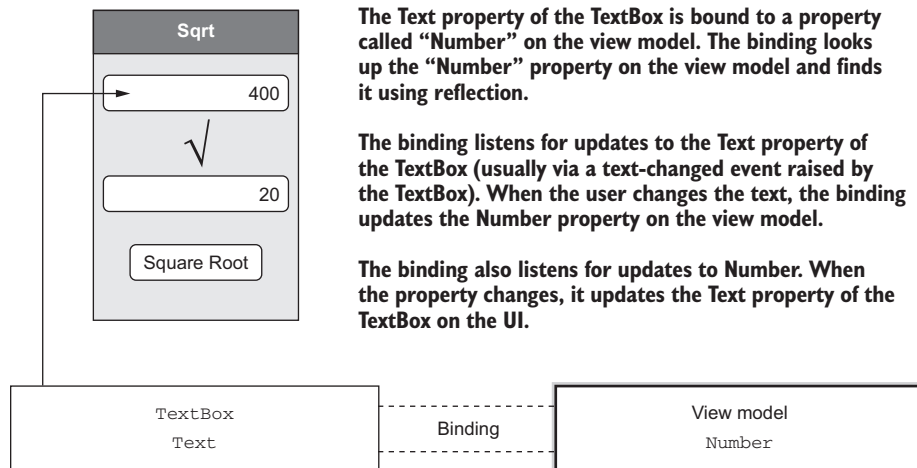 Sqrt
400
√
20
Square Root
The Text property of the TextBox is bound to a property
called “Number” on the view model. The binding looks
up the “Number” property on the view model and finds
it using reflection.
The binding listens for updates to the Text property of
the TextBox (usually via a text-changed event raised by
the TextBox). When the user changes the text, the binding
updates the Number property on the view model.
The binding also listens for updates to Number. When
the property changes, it updates the Text property of the
TextBox on the UI.
TextBox
Text
Binding
View model
Number